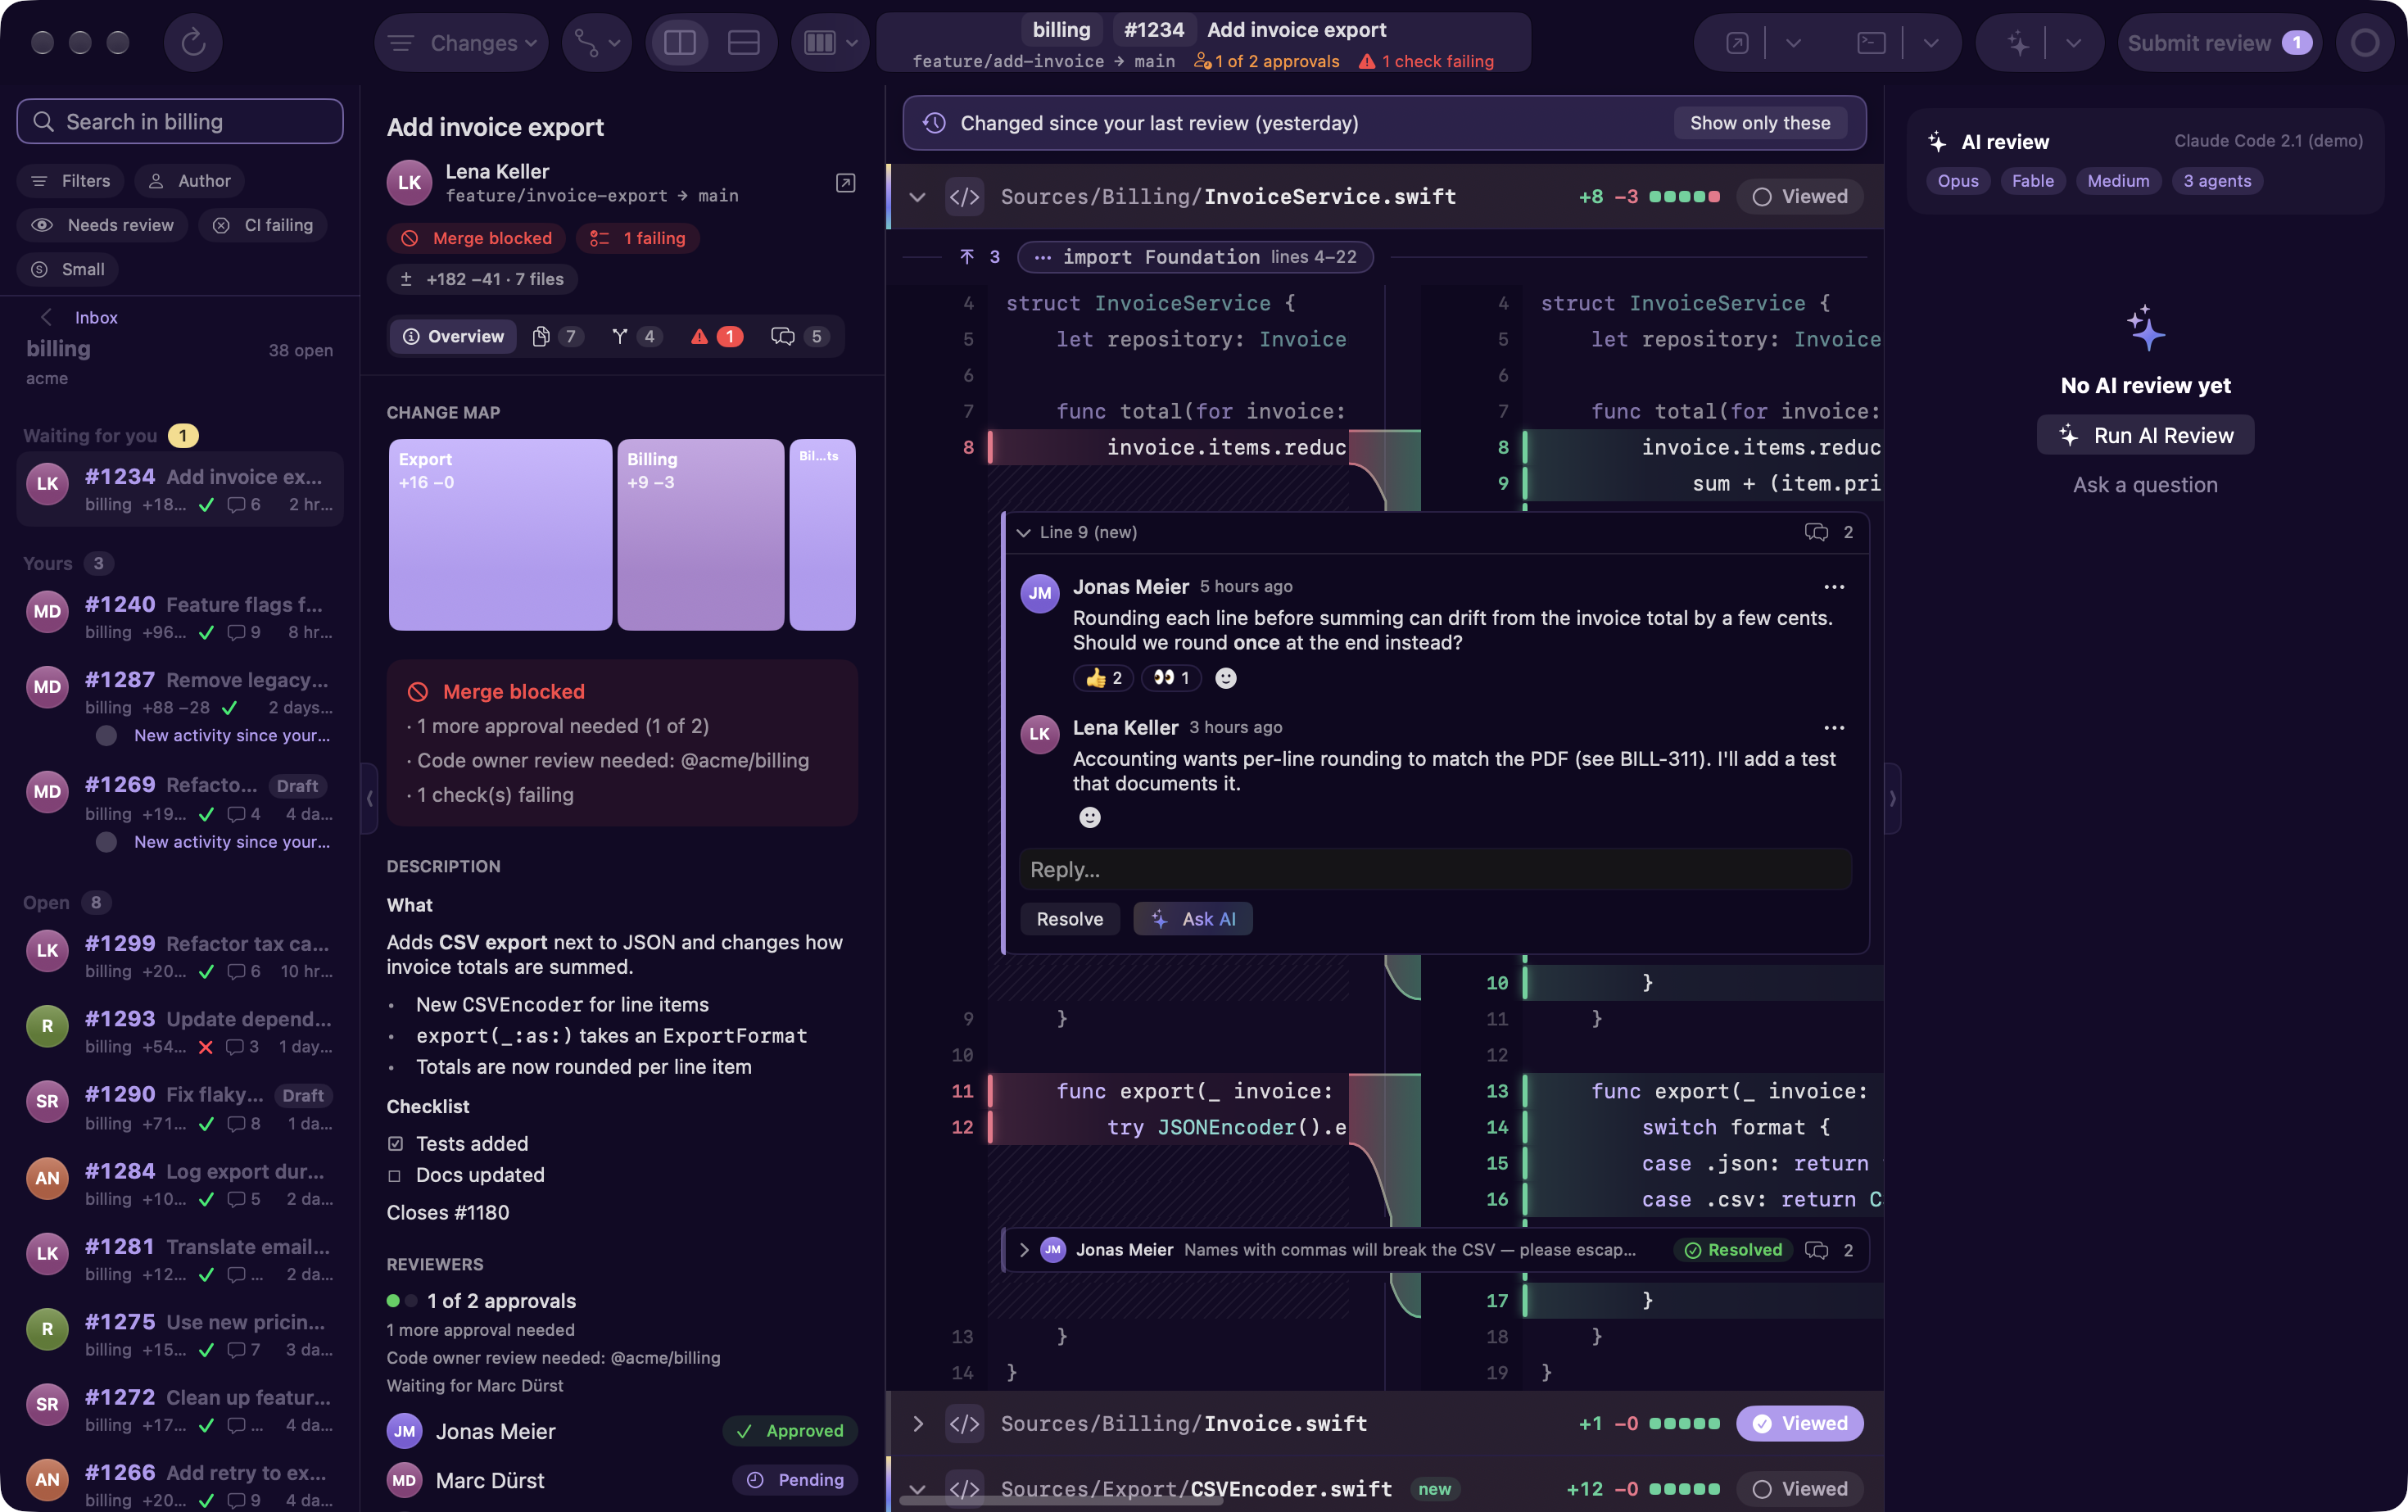 Changes
billing #1234 Add invoice export
feature/add-invoice → main 1 of 2 approvals 1 check failing
Submit review 1
Search in billing
Filters Author
Needs review CI failing
Small
Inbox
billing 38 open
acme
Waiting for you 1
LK #1234 Add invoice ex...
billing +18... 6 2 hr...
Yours 3
MD #1240 Feature flags f...
billing +96... 9 8 hr...
MD #1287 Remove legacy...
billing +88 −28 2 days...
New activity since your...
MD #1269 Refacto... Draft
billing +19... 4 4 da...
New activity since your...
Open 8
LK #1299 Refactor tax ca...
billing +20... 6 10 hr...
R #1293 Update depend...
billing +54... 3 1 day...
SR #1290 Fix flaky... Draft
billing +71... 8 1 da...
AN #1284 Log export dur...
billing +10... 5 2 da...
LK #1281 Translate email...
billing +12... ... 2 da...
R #1275 Use new pricin...
billing +15... 7 3 da...
SR #1272 Clean up featur...
billing +17... ... 4 da...
AN #1266 Add retry to ex...
billing +20... 9 4 da...
Add invoice export
LK Lena Keller
feature/invoice-export → main
Merge blocked 1 failing
± +182 −41 · 7 files
Overview 7 4 1 5
CHANGE MAP
Export Billing Bil...ts
+16 −0 +9 −3
Merge blocked
· 1 more approval needed (1 of 2)
· Code owner review needed: @acme/billing
· 1 check(s) failing
DESCRIPTION
What
Adds CSV export next to JSON and changes how
invoice totals are summed.
• New CSVEncoder for line items
• export(_:as:) takes an ExportFormat
• Totals are now rounded per line item
Checklist
Tests added
Docs updated
Closes #1180
REVIEWERS
1 of 2 approvals
1 more approval needed
Code owner review needed: @acme/billing
Waiting for Marc Dürst
JM Jonas Meier Approved
MD Marc Dürst Pending
Changed since your last review (yesterday) Show only these
</> Sources/Billing/InvoiceService.swift +8 −3 Viewed
3 ... import Foundation lines 4–22
4 struct InvoiceService { 4 struct InvoiceService {
5 let repository: Invoice 5 let repository: Invoice
6 6
7 func total(for invoice: 7 func total(for invoice:
8 invoice.items.reduc 8 invoice.items.reduc
9 sum + (item.pri
Line 9 (new) 2
JM Jonas Meier 5 hours ago ...
Rounding each line before summing can drift from the invoice total by a few cents.
Should we round once at the end instead?
👍 2 👀 1
LK Lena Keller 3 hours ago ...
Accounting wants per-line rounding to match the PDF (see BILL-311). I'll add a test
that documents it.
Reply...
Resolve Ask AI
10 }
9 } 11 }
10 12
11 func export(_ invoice: 13 func export(_ invoice:
12 try JSONEncoder().e 14 switch format {
15 case .json: return
16 case .csv: return C
JM Jonas Meier Names with commas will break the CSV — please escap... Resolved 2
17 }
13 } 18 }
14 } 19 }
</> Sources/Billing/Invoice.swift +1 −0 Viewed
</> Sources/Export/CSVEncoder.swift new +12 −0 Viewed
AI review Claude Code 2.1 (demo)
Opus Fable Medium 3 agents
No AI review yet
Run AI Review
Ask a question